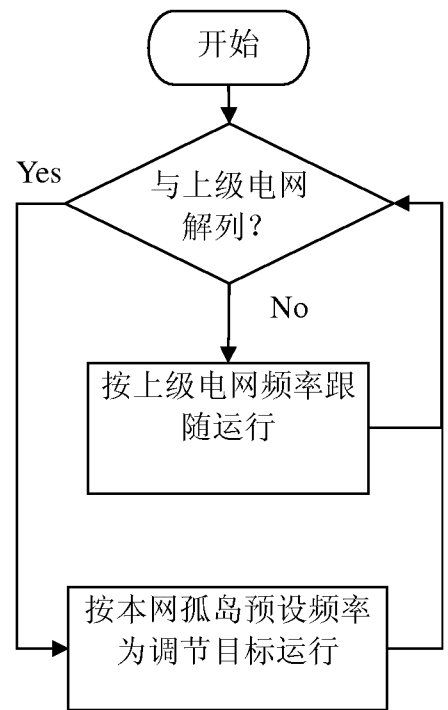 开始
Yes
与上级电网
解列?
No
按上级电网频率跟
随运行
按本网孤岛预设频率
为调节目标运行